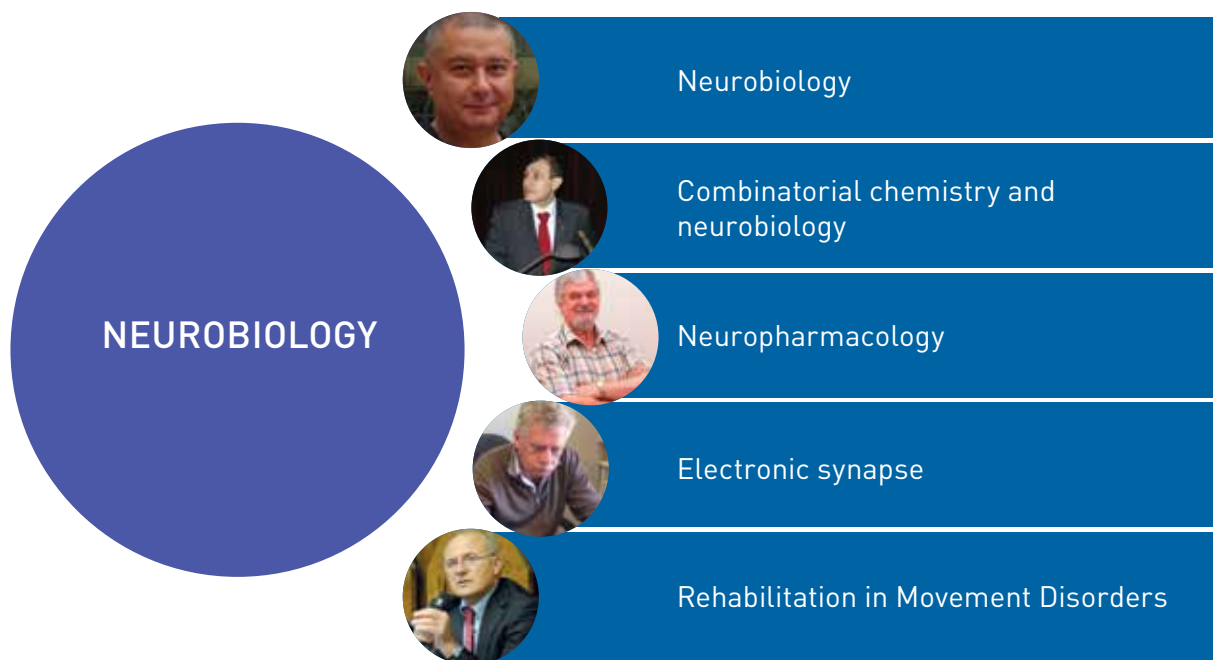 NEUROBIOLOGY
Neurobiology
Combinatorial chemistry and
neurobiology
Neuropharmacology
Electronic synapse
Rehabilitation in Movement Disorders